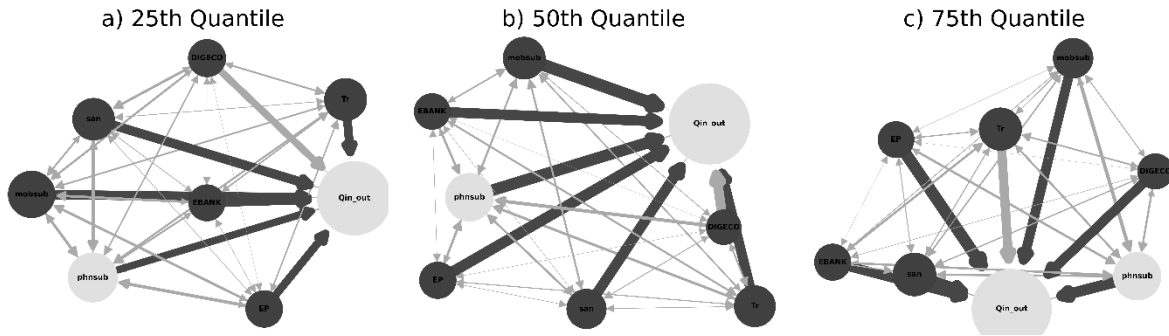 a) 25th Quantile
DIGECO
Tr
san
mobsub
EBANK
Qin_out
phnsub
EP
b) 50th Quantile
mobsub
EBANK
Qin_out
phnsub
DIGECO
EP
san
Tr
c) 75th Quantile
mobsub
EP
Tr
DIGECO
EBANK
san
phnsub
Qin_out